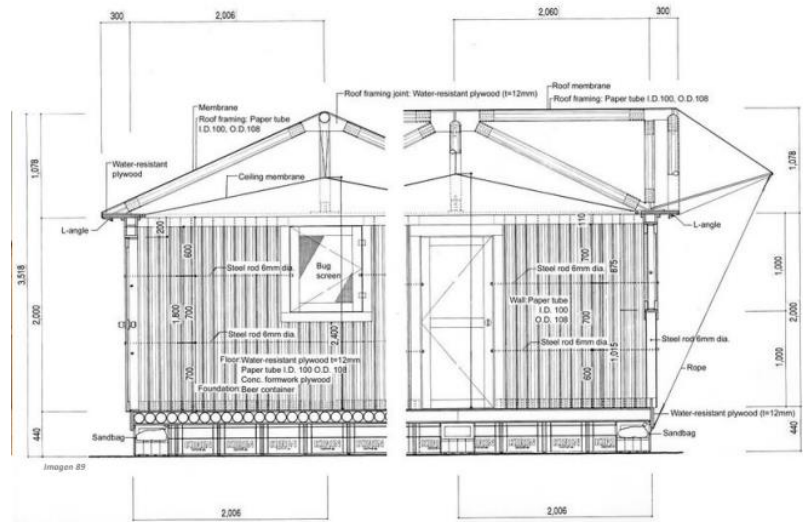 300
2,006
2,060
300
Membrane
Roof framing: Paper tube
I.D.100, O.D.108
Roof framing joint: Water-resistant plywood (t=12mm)
Roof membrane
Roof framing: Paper tube I.D.100, O.D.108
1,078
1,078
Water-resistant
plywood
Ceiling membrane
L-angle
L-angle
200
600
110
700
875
Steel rod 6mm dia.
Bug
screen
Steel rod 6mm dia.
3,518
2,000
1,800
700
Wall: Paper tube
I.D. 100
O.D. 108
700
1,000
2,000
Steel rod 6mm dia.
2,400
Steel rod 6mm dia.
Steel rod 6mm dia.
1,015
Floor: Water-resistant plywood t=12mm
Paper tube I.D. 100 O.D. 108
Conc. formwork plywood
Foundation: Beer container
700
600
1,000
Rope
Water-resistant plywood (t=12mm)
440
Sandbag
Sandbag
440
Imagen 89
2,006
2,006